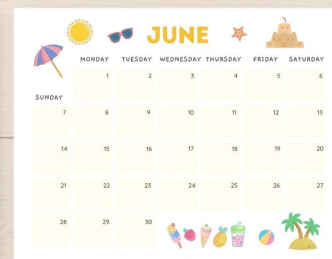 JUNE
MONDAY TUESDAY WEDNESDAY THURSDAY FRIDAY SATURDAY
1 2 3 4 5 6
SUNDAY
7 8 9 10 11 12 13
14 15 16 17 18 19 20
21 22 23 24 25 26 27
28 29 30